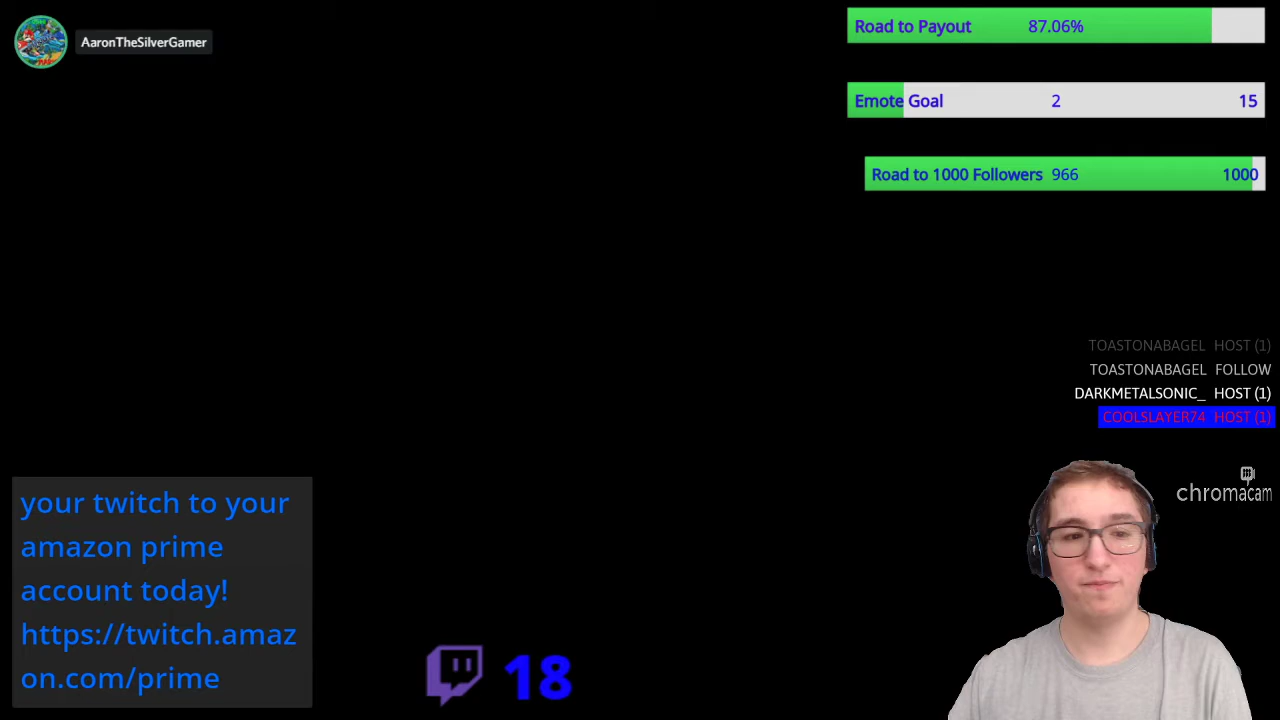 AaronTheSilverGamer
Road to Payout 87.06%
Emote Goal 2 15
Road to 1000 Followers 966 1000
TOASTONABAGEL HOST (1)
TOASTONABAGEL FOLLOW
DARKMETALSONIC_ HOST (1)
COOLSLAYER74 HOST (1)
chromacam
your twitch to your
amazon prime
account today!
https://twitch.amaz
on.com/prime
18